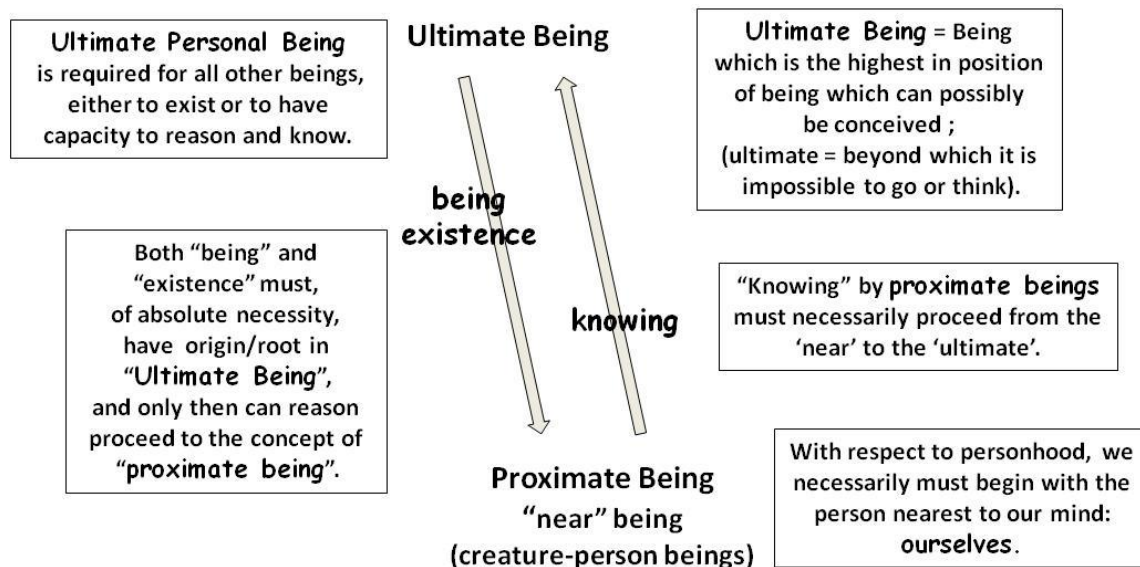 Ultimate Personal Being
is required for all other beings,
either to exist or to have
capacity to reason and know.
Ultimate Being
Ultimate Being = Being
which is the highest in position
of being which can possibly
be conceived ;
(ultimate = beyond which it is
impossible to go or think).
being
existence
Both “being” and
“existence” must,
of absolute necessity,
have origin/root in
“Ultimate Being”,
and only then can reason
proceed to the concept of
“proximate being”.
knowing
“Knowing” by proximate beings
must necessarily proceed from the
‘near’ to the ‘ultimate’.
Proximate Being
“near” being
(creature-person beings)
With respect to personhood, we
necessarily must begin with the
person nearest to our mind:
ourselves.